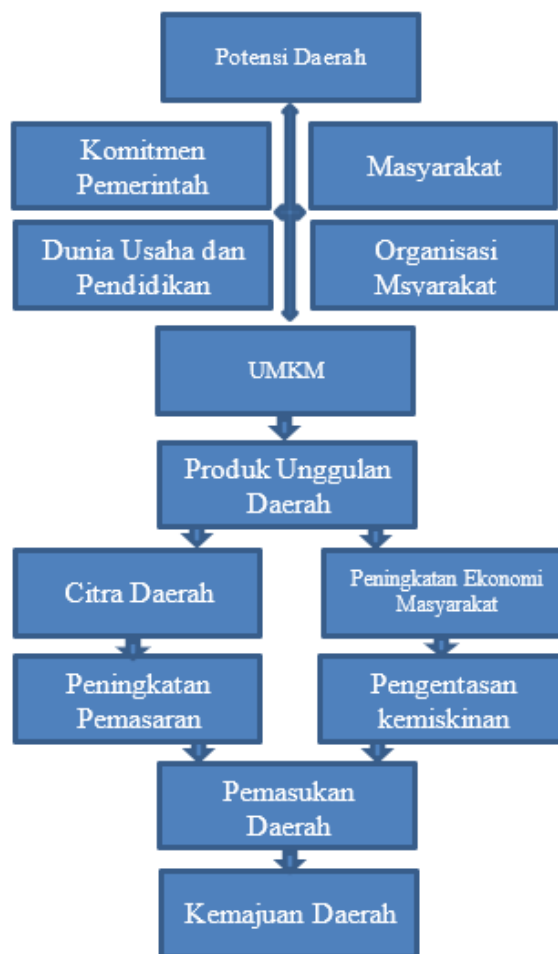 Potensi Daerah
Komitmen
Pemerintah
Masyarakat
Dunia Usaha dan
Pendidikan
Organisasi
Msyarakat
UMKM
Produk Unggulan
Daerah
Citra Daerah
Peningkatan Ekonomi
Masyarakat
Peningkatan
Pemasaran
Pengentasan
kemiskinan
Pemasukan
Daerah
Kemajuan Daerah